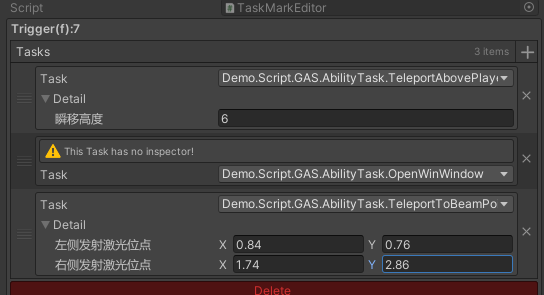 Script TaskMarkEditor
Trigger(f):7
Tasks 3 items
Task Demo.Script.GAS.AbilityTask.TeleportAbovePlaye
Detail
瞬移高度 6
This Task has no inspector!
Task Demo.Script.GAS.AbilityTask.OpenWinWindow
Task Demo.Script.GAS.AbilityTask.TeleportToBeamPo
Detail
左侧发射激光位点 X 0.84 Y 0.76
右侧发射激光位点 X 1.74 Y 2.86
Delete